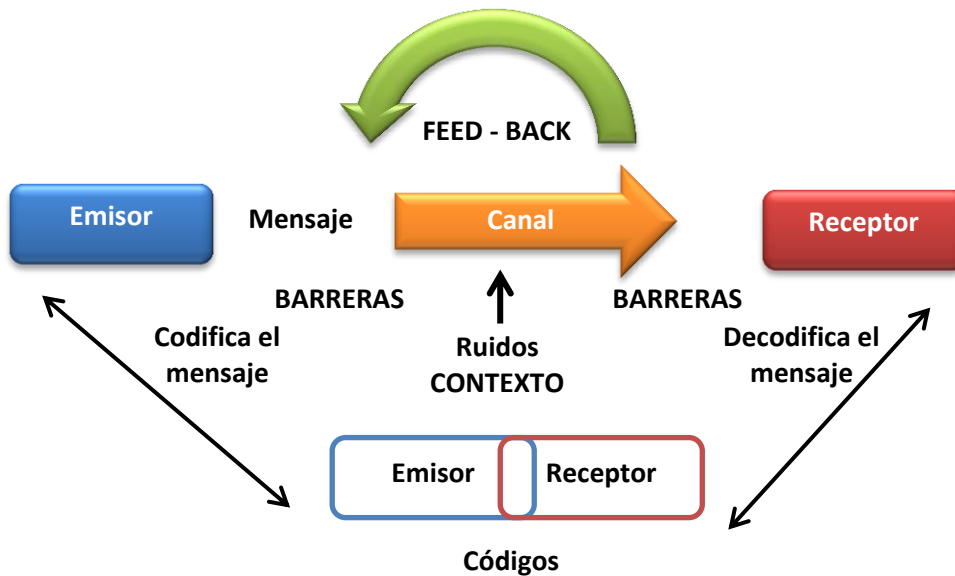 FEED - BACK
Emisor
Mensaje
Canal
Receptor
BARRERAS
BARRERAS
Codifica el
mensaje
Ruidos
CONTEXTO
Decodifica el
mensaje
Emisor
Receptor
Códigos